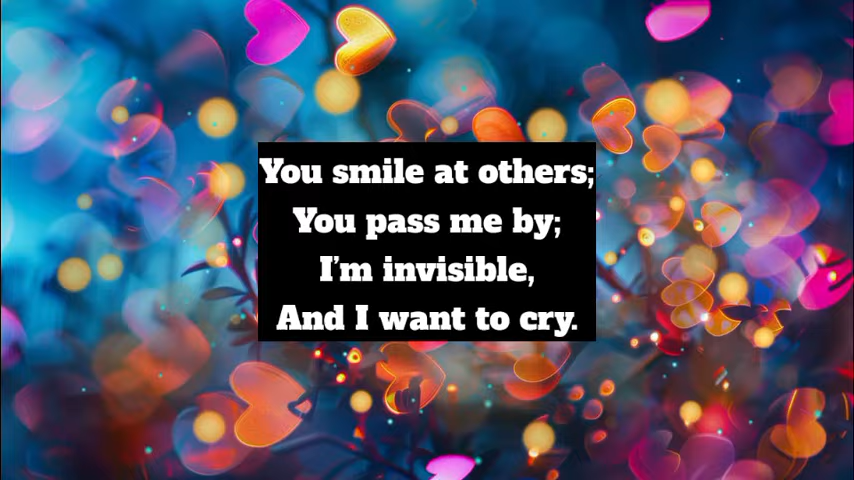 You smile at others;
You pass me by;
I'm invisible,
And I want to cry.